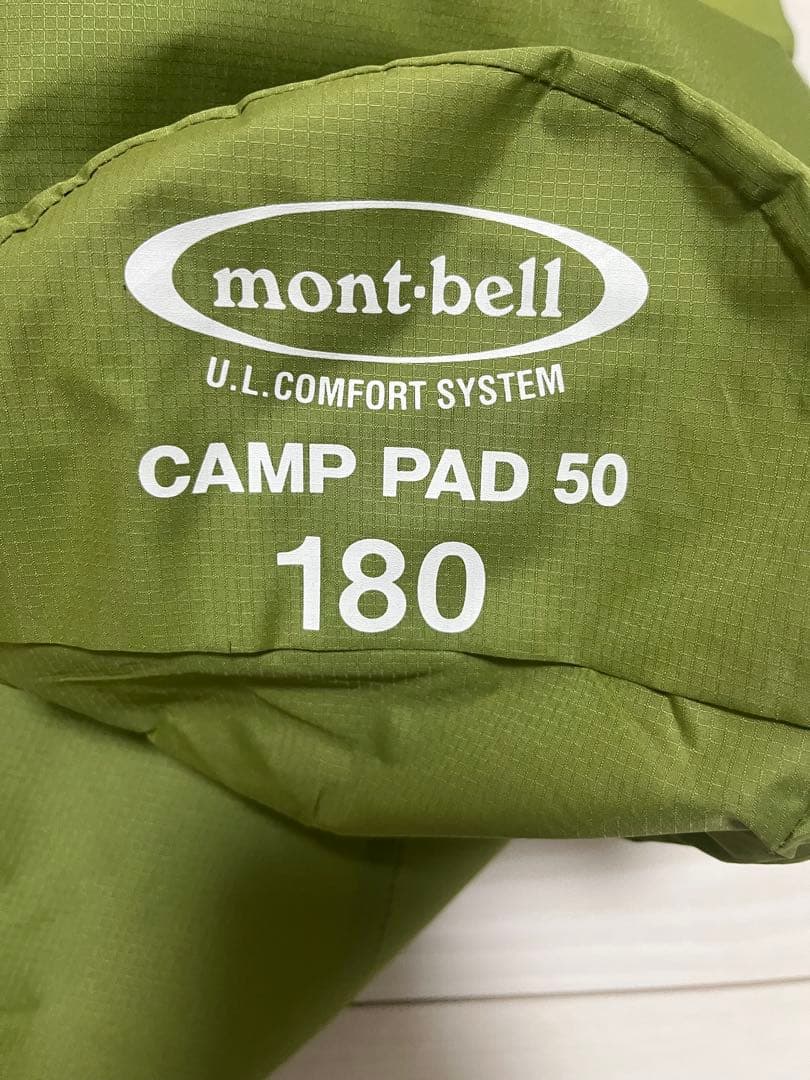 mont-bell
U.L.COMFORT SYSTEM
CAMP PAD 50
180